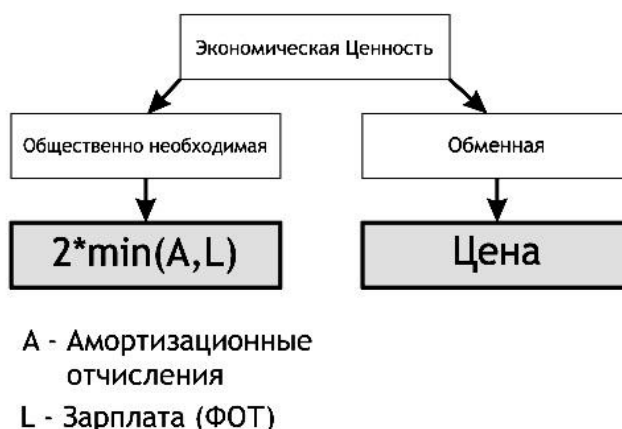 Экономическая Ценность
Общественно необходимая
Обменная
2*min(A,L)
Цена
A - Амортизационные
отчисления
L - Зарплата (ФОТ)